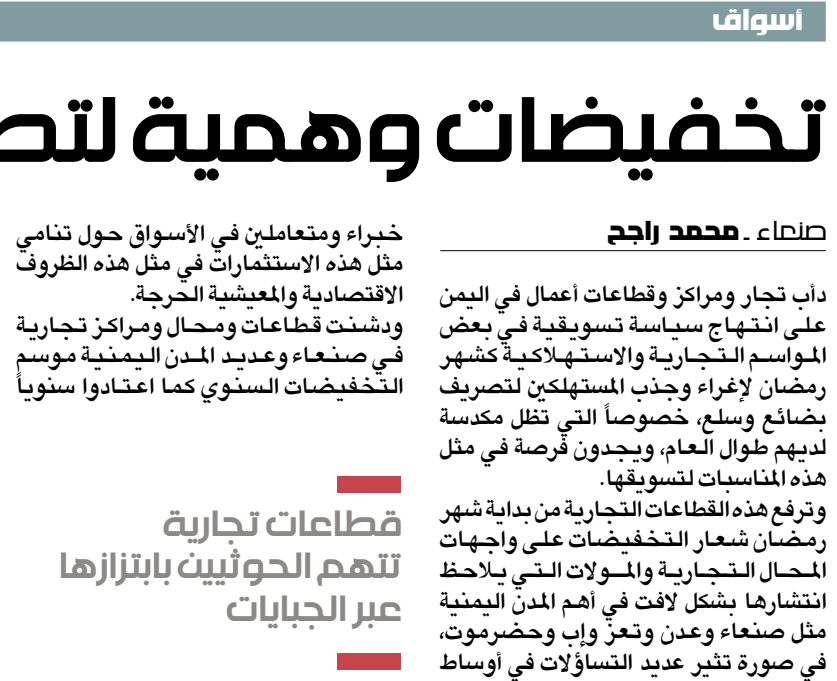 أسواق
تخفيضات وهمية
صنعاء ـ محمد راجح
دأب تجار ومراكز وقطاعات أعمال في اليمن
على انتهاج سياسة تسويقية في بعض
المواسم التجارية والاستهلاكية كشهر
رمضان لإغراء وجذب المستهلكين لتصريف
بضائع وسلع، خصوصاً التي تظل مكدسة
لديهم طوال العام، ويجدون فرصة في مثل
هذه المناسبات لتسويقها.
وترفع هذه القطاعات التجارية من بداية شهر
رمضان شعار التخفيضات على واجهات
المحال التجارية والمولات التي يلاحظ
انتشارها بشكل لافت في أهم المدن اليمنية
مثل صنعاء وعدن وتعز وإب وحضرموت،
في صورة تثير عديد التساؤلات في أوساط
خبراء ومتعاملين في الأسواق حول تنامي
مثل هذه الاستثمارات في مثل هذه الظروف
الاقتصادية والمعيشية الحرجة.
ودشنت قطاعات ومحال ومراكز تجارية
في صنعاء وعديد المدن اليمنية موسم
التخفيضات السنوي كما اعتادوا سنوياً
قطاعات تجارية
تتهم الحوثيين بابتزازها
عبر الجبايات